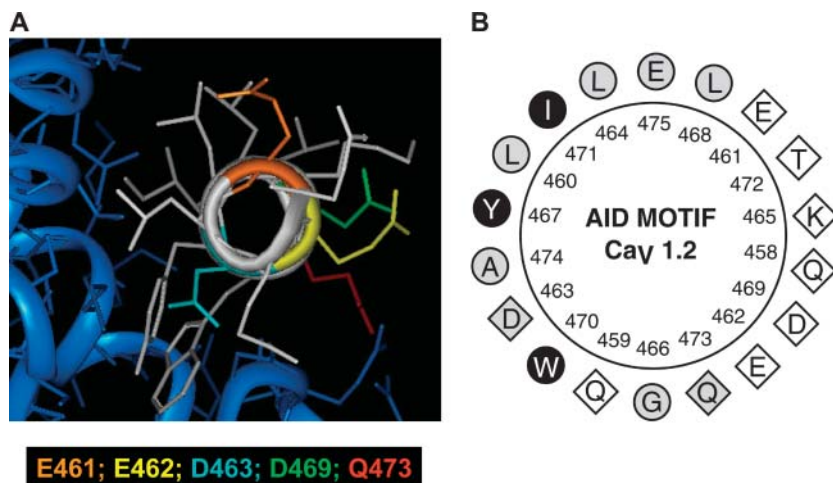 A
B
L E L
I E
464 475 468
471 461
L T
460 472
Y 467 AID MOTIF 465 K
474 Cav 1.2 458
A Q
463 469
D D
470 462
459 466 473
W E
Q G Q
E461; E462; D463; D469; Q473